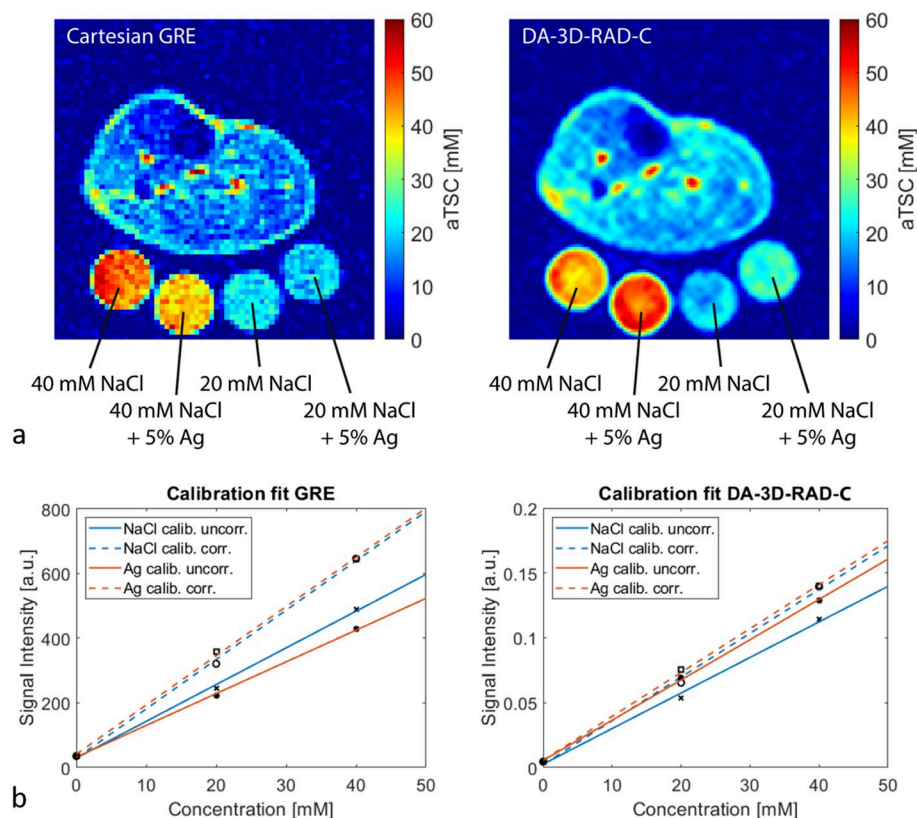 Cartesian GRE
60
50
40
30
20
10
0
aTSC [mM]
DA-3D-RAD-C
60
50
40
30
20
10
0
aTSC [mM]
40 mM NaCl
40 mM NaCl
+ 5% Ag
20 mM NaCl
20 mM NaCl
+ 5% Ag
40 mM NaCl
40 mM NaCl
+ 5% Ag
20 mM NaCl
20 mM NaCl
+ 5% Ag
a
Calibration fit GRE
800
600
400
200
0
Signal Intensity [a.u.]
NaCl calib. uncorr.
NaCl calib. corr.
Ag calib. uncorr.
Ag calib. corr.
0 10 20 30 40 50
Concentration [mM]
Calibration fit DA-3D-RAD-C
0.2
0.15
0.1
0.05
0
Signal Intensity [a.u.]
NaCl calib. uncorr.
NaCl calib. corr.
Ag calib. uncorr.
Ag calib. corr.
0 10 20 30 40 50
Concentration [mM]
b